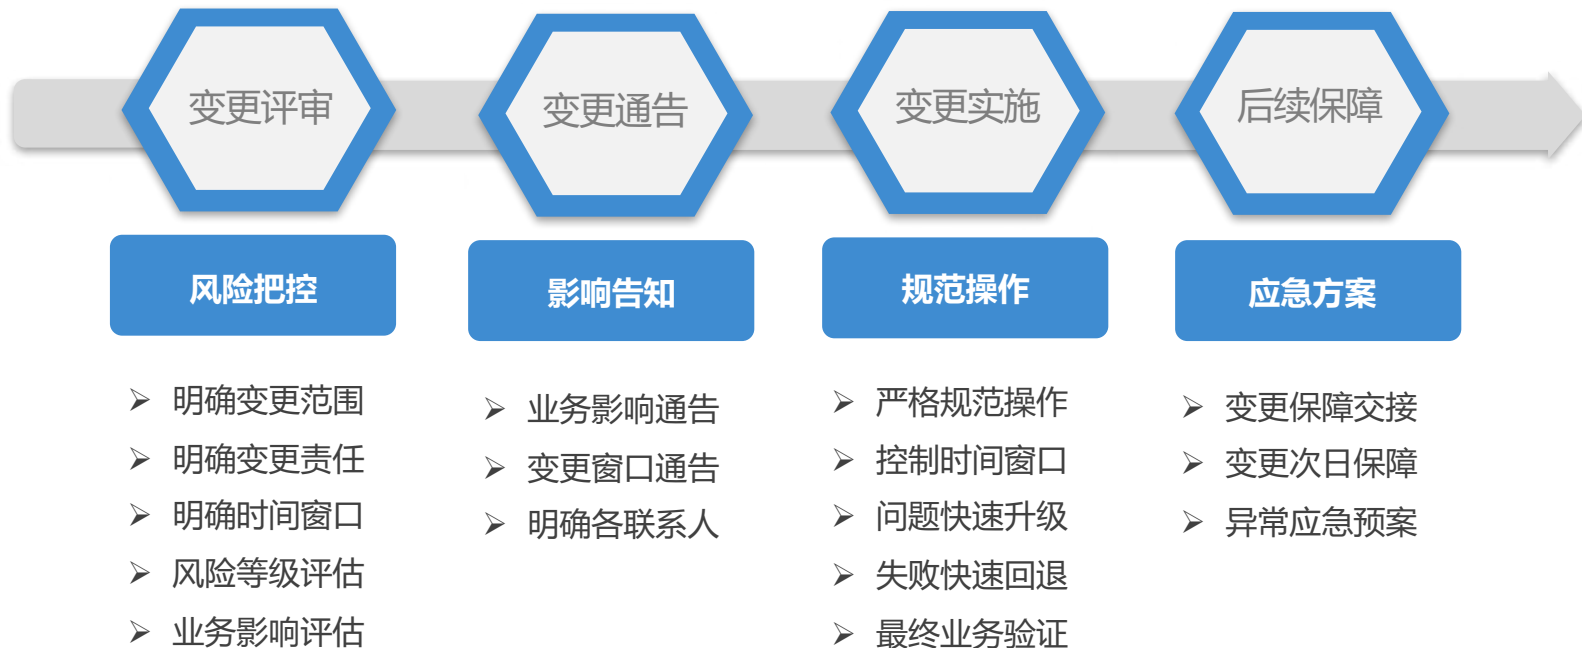 变更评审
变更通告
变更实施
后续保障
风险把控
影响告知
规范操作
应急方案
明确变更范围
明确变更责任
明确时间窗口
风险等级评估
业务影响评估
业务影响通告
变更窗口通告
明确各联系人
严格规范操作
控制时间窗口
问题快速升级
失败快速回退
最终业务验证
变更保障交接
变更次日保障
异常应急预案